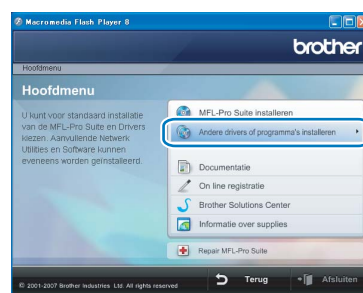 Macromedia Flash Player 8
brother
Hoofdmenu
Hoofdmenu
U kunt voor standaard installatie
van de MFL-Pro Suite en Drivers
kiezen. Aanvullende Netwerk
Utilities en Software kunnen
eveneens worden geïnstalleerd.
MFL-Pro Suite installeren
Andere drivers of programma's installeren
Documentatie
On line registratie
Brother Solutions Center
Informatie over supplies
Repair MFL-Pro Suite
© 2001-2007 Brother Industries Ltd. All rights reserved
Terug
Afsluiten